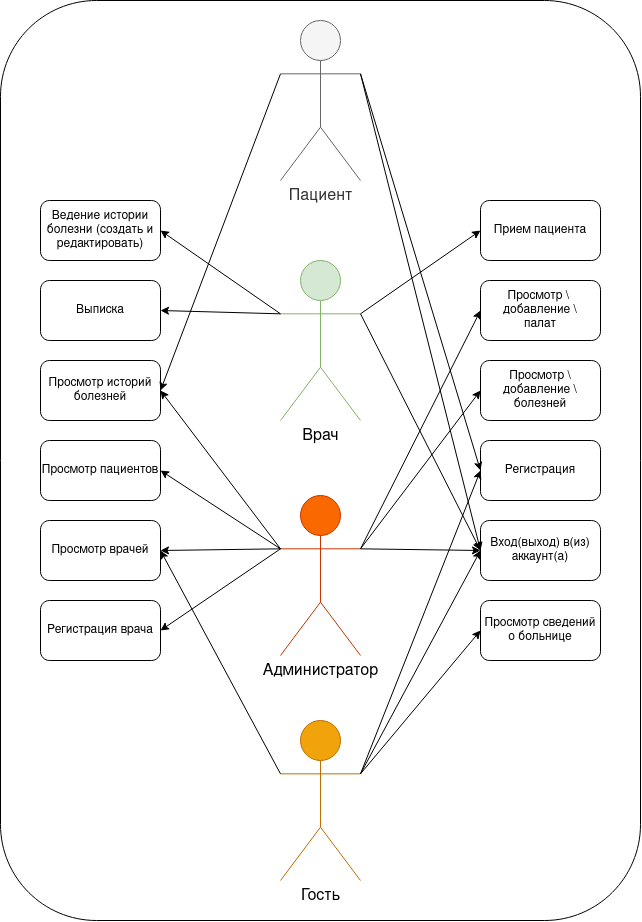 Пациент
Ведение истории
болезни (создать и
редактировать)
Прием пациента
Выписка
Просмотр \
добавление \
палат
Просмотр историй
болезней
Просмотр \
добавление \
болезней
Врач
Просмотр пациентов
Регистрация
Просмотр врачей
Вход(выход) в(из)
аккаунт(а)
Регистрация врача
Просмотр сведений
о больнице
Администратор
Гость